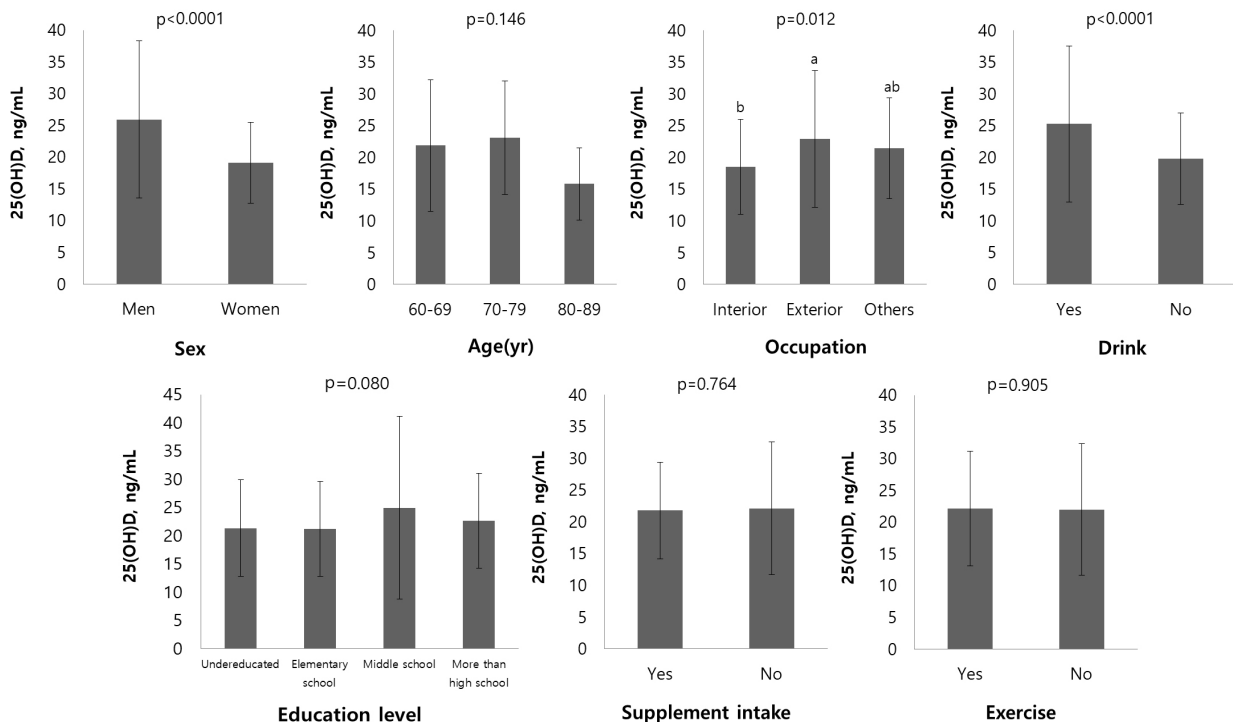 p<0.0001
25(OH)D, ng/mL
40
35
30
25
20
15
10
5
0
Men Women
Sex
p=0.146
25(OH)D, ng/mL
40
35
30
25
20
15
10
5
0
60-69 70-79 80-89
Age(yr)
p=0.012
25(OH)D, ng/mL
40
35
30
25
20
15
10
5
0
b a ab
Interior Exterior Others
Occupation
p<0.0001
25(OH)D, ng/mL
40
35
30
25
20
15
10
5
0
Yes No
Drink
p=0.080
25(OH)D, ng/mL
45
40
35
30
25
20
15
10
5
0
Undereducated Elementary Middle school More than
school high school
Education level
p=0.764
25(OH)D, ng/mL
40
35
30
25
20
15
10
5
0
Yes No
Supplement intake
p=0.905
25(OH)D, ng/mL
40
35
30
25
20
15
10
5
0
Yes No
Exercise